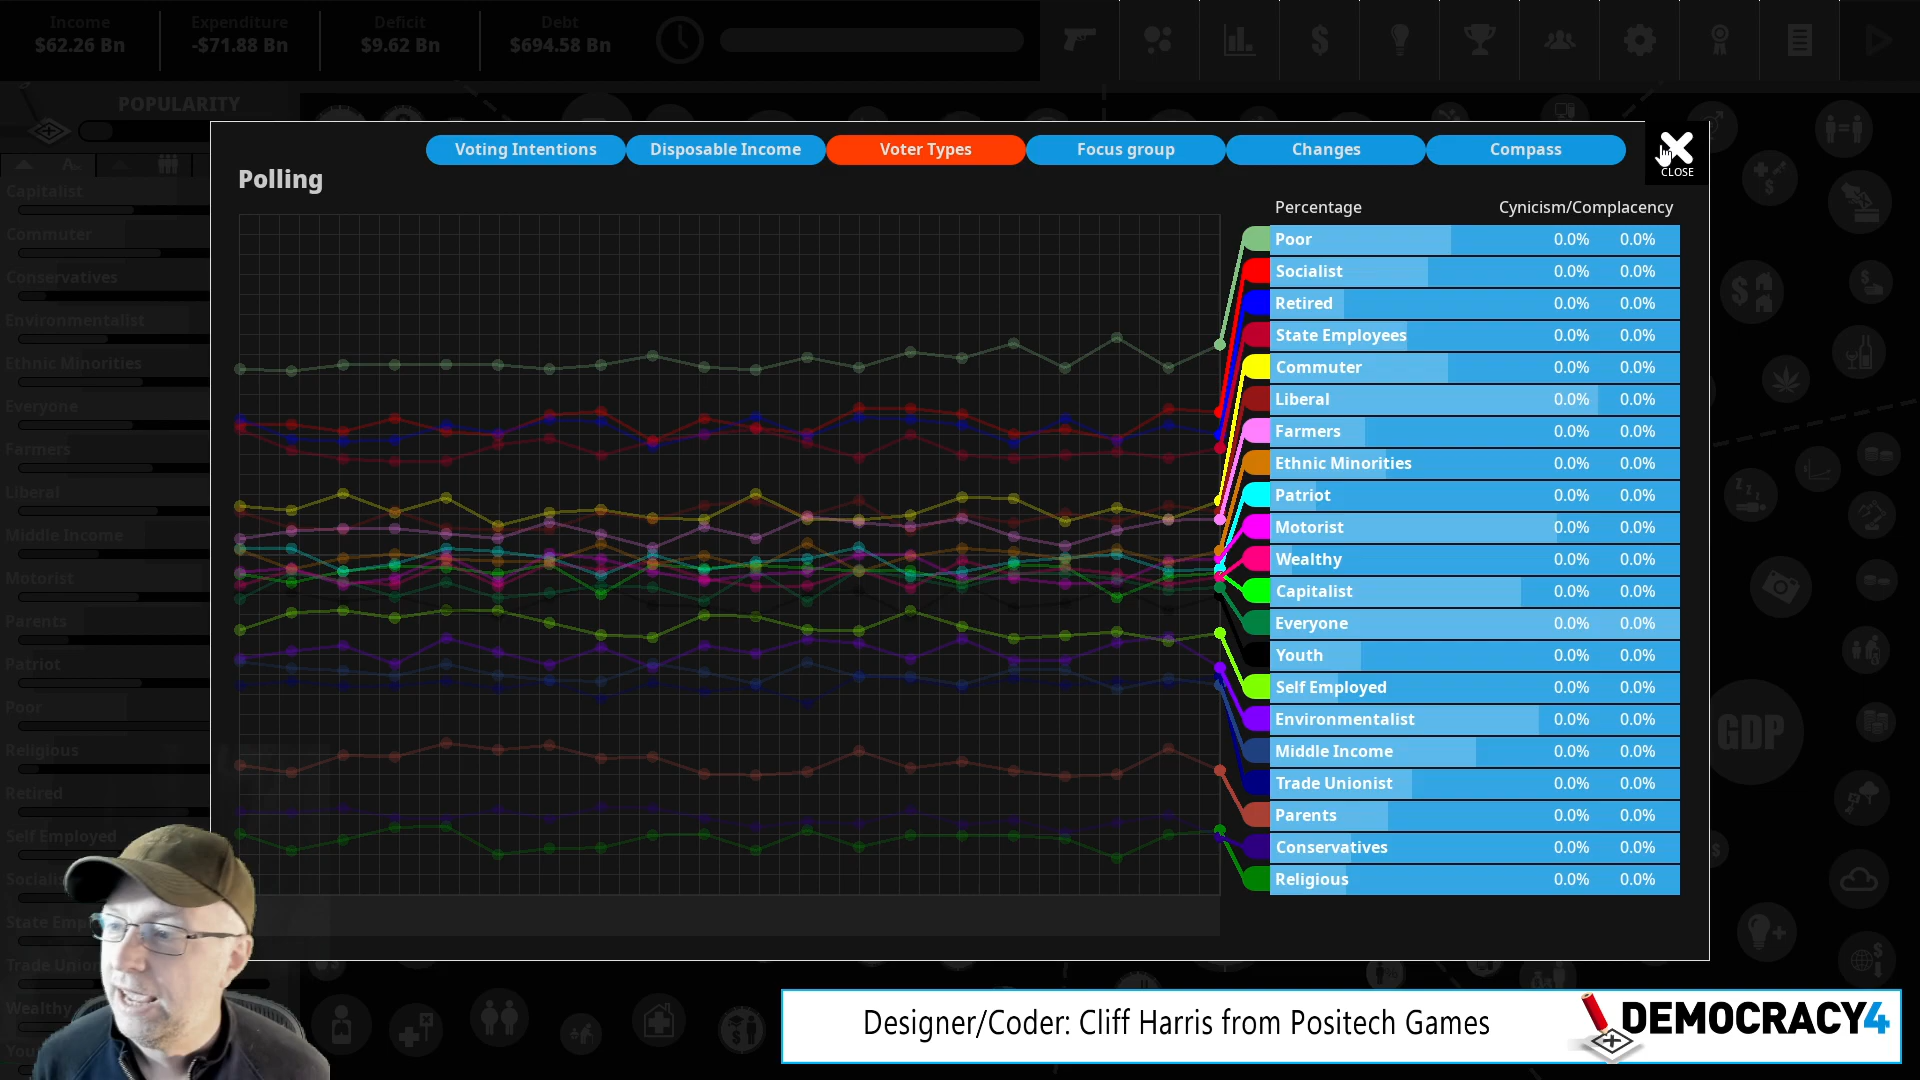 Income
Expenditure
Deficit
Debt
$62.26 Bn
-$71.88 Bn
$9.62 Bn
$694.58 Bn
POPULARITY
Capitalist
Commuter
Conservatives
Environmentalist
Ethnic Minorities
Everyone
Farmers
Liberal
Middle Income
Motorist
Parents
Patriot
Poor
Religious
Retired
Self Employed
Wealthy
Voting Intentions
Disposable Income
Voter Types
Focus group
Changes
Compass
CLOSE
Polling
Percentage
Cynicism/Complacency
Poor 0.0% 0.0%
Socialist 0.0% 0.0%
Retired 0.0% 0.0%
State Employees 0.0% 0.0%
Commuter 0.0% 0.0%
Liberal 0.0% 0.0%
Farmers 0.0% 0.0%
Ethnic Minorities 0.0% 0.0%
Patriot 0.0% 0.0%
Motorist 0.0% 0.0%
Wealthy 0.0% 0.0%
Capitalist 0.0% 0.0%
Everyone 0.0% 0.0%
Youth 0.0% 0.0%
Self Employed 0.0% 0.0%
Environmentalist 0.0% 0.0%
Middle Income 0.0% 0.0%
Trade Unionist 0.0% 0.0%
Parents 0.0% 0.0%
Conservatives 0.0% 0.0%
Religious 0.0% 0.0%
GDP
Designer/Coder: Cliff Harris from Positech Games
DEMOCRACY4